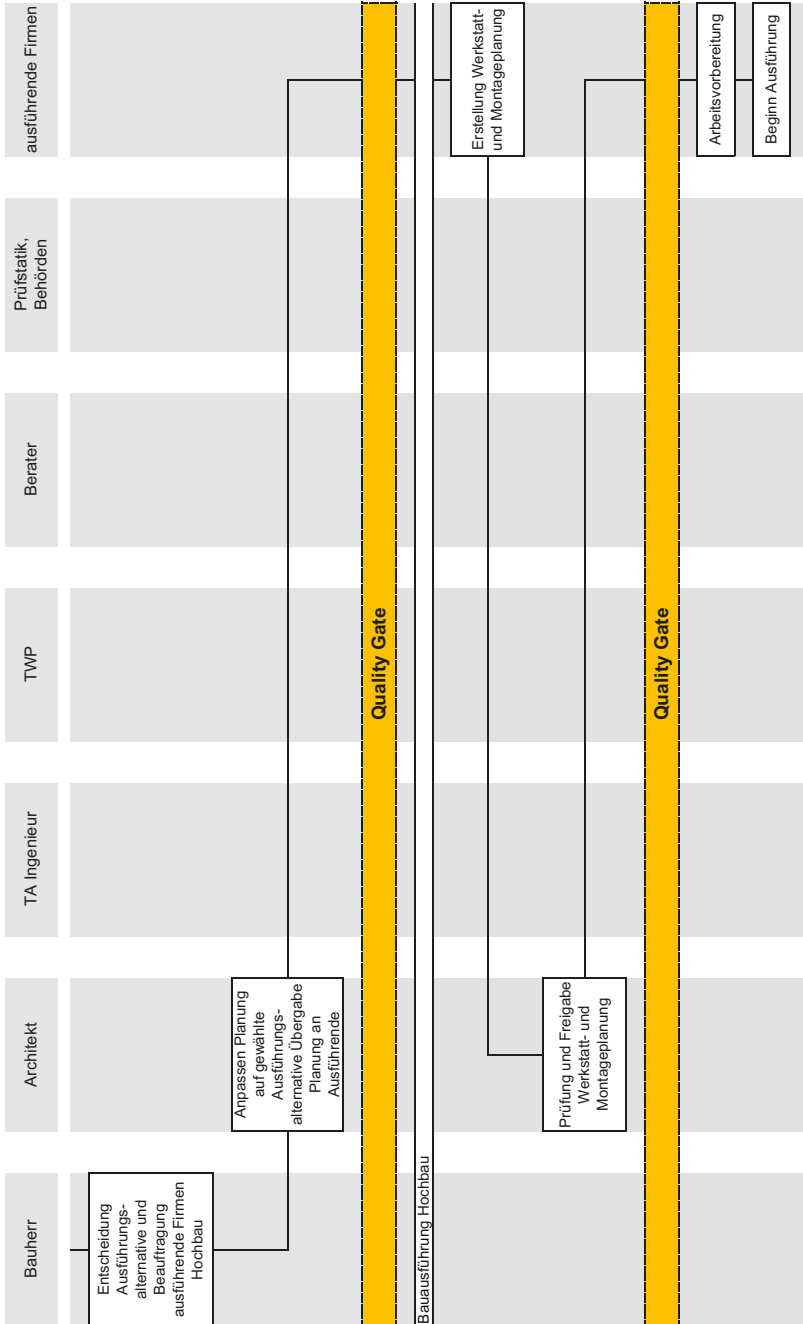 Bauherr
Architekt
TA Ingenieur
TWP
Berater
Prüfstatik,
Behörden
ausführende Firmen
Entscheidung
Ausführungs-
alternative und
Beauftragung
ausführende Firmen
Hochbau
Anpassen Planung
auf gewählte
Ausführungs-
alternative Übergabe
Planung an
Ausführende
Quality Gate
Bauausführung Hochbau
Erstellung Werkstatt-
und Montageplanung
Prüfung und Freigabe
Werkstatt- und
Montageplanung
Quality Gate
Arbeitsvorbereitung
Beginn Ausführung